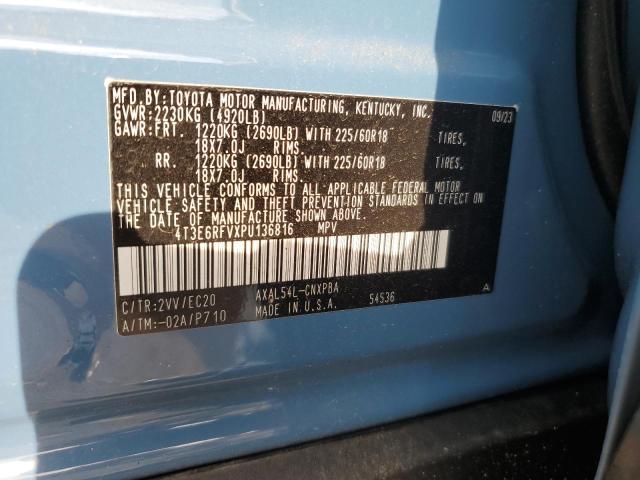 MFD. BY: TOYOTA MOTOR MANUFACTURING, KENTUCKY, INC.
GVWR: 2230KG (4920LB) 09/23
GAWR: FRT. 1220KG (2690LB) WITH 225/60R18 TIRES,
18X7.0J RIMS.
RR. 1220KG (2690LB) WITH 225/60R18 TIRES,
18X7.0J RIMS.
THIS VEHICLE CONFORMS TO ALL APPLICABLE FEDERAL MOTOR
VEHICLE SAFETY AND THEFT PREVENTION STANDARDS IN EFFECT ON
THE DATE OF MANUFACTURE SHOWN ABOVE.
4T3E6RFVXPU136816 MPV
C/TR: 2VV/EC20 AXAL54L-CNXPBA A
A/TM: -02A/P710 MADE IN U.S.A. 54536